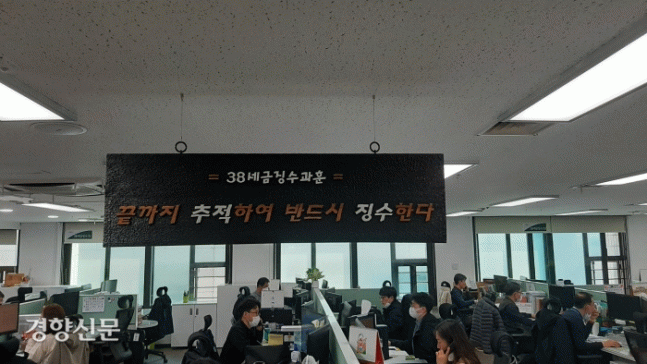 = 38세금징수과훈 =
끝까지 추적하여 반드시 징수한다
경향신문